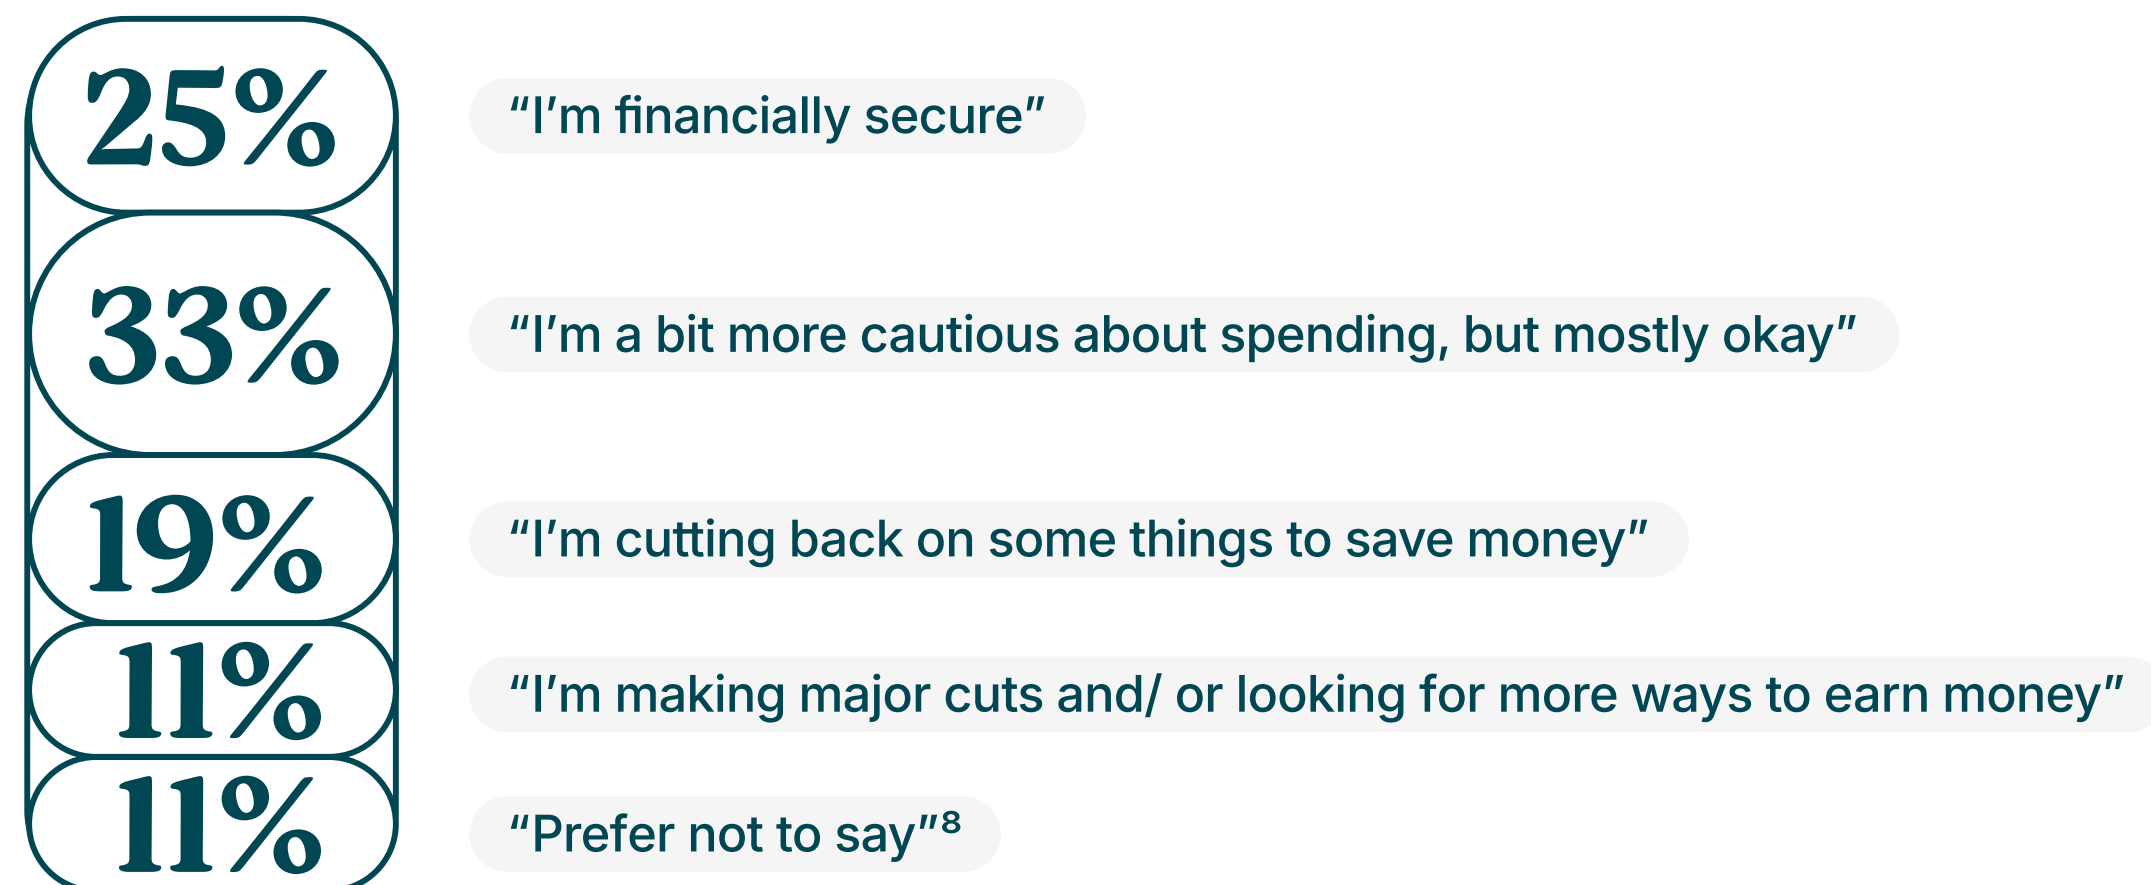 25%
“I’m financially secure”
33%
“I’m a bit more cautious about spending, but mostly okay”
19%
“I’m cutting back on some things to save money”
11%
“I’m making major cuts and/ or looking for more ways to earn money”
11%
“Prefer not to say”⁸